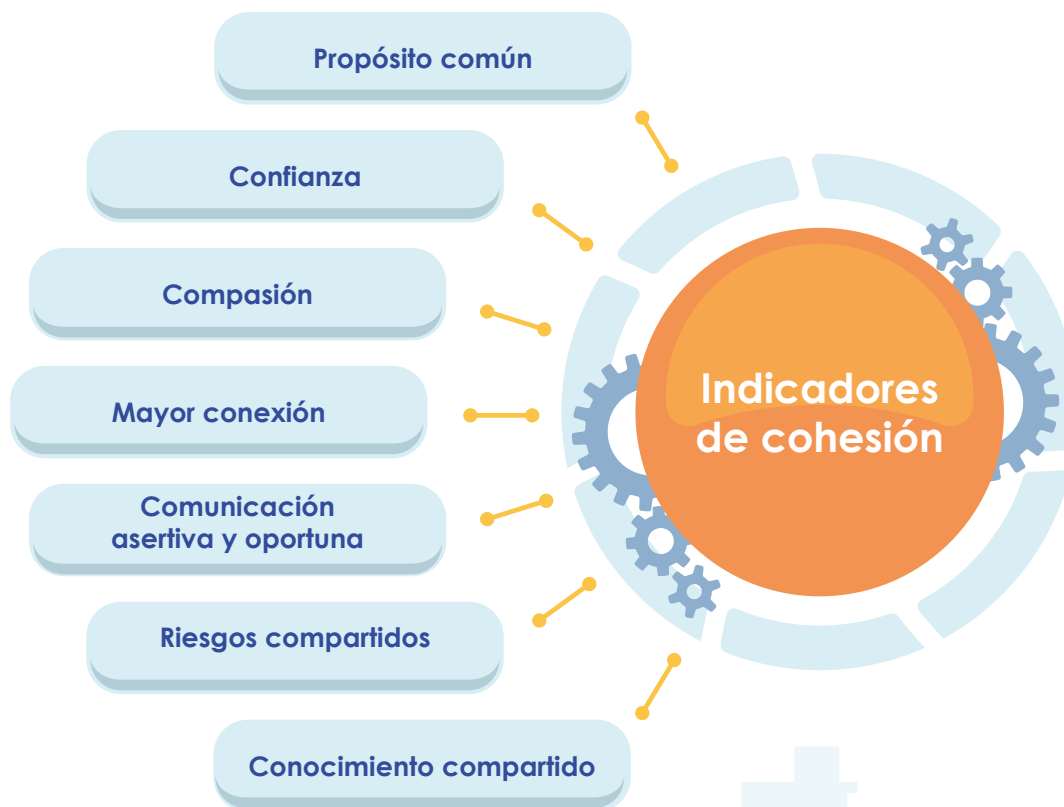 Propósito común
Confianza
Compasión
Mayor conexión
Comunicación
asertiva y oportuna
Riesgos compartidos
Conocimiento compartido
Indicadores
de cohesión